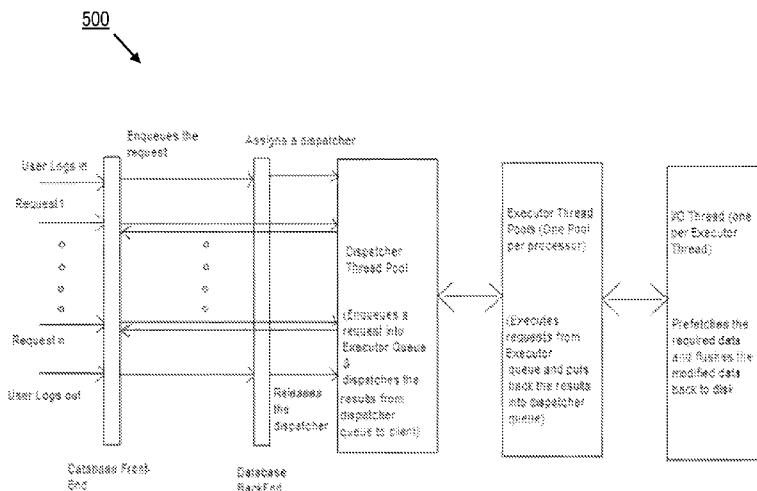 500
Enqueues the
request
Assigns a dispatcher
User Logs in
Request 1
Request n
User Logs out
Dispatcher
Thread Pool
(Enqueues a
request into
Executor Queue
&
dispatches the
results from
dispatcher
queue to client)
Releases
the
dispatcher
Executor Thread
Pools (One Pool
per processor)
(Executes
requests from
Executor
queue and puts
back the results
into dispatcher
queue)
I/O Thread (one
per Executor
Thread)
Prefetches the
required data
and flushes the
modified data
back to disk
Database Front-
End
Database
BackEnd